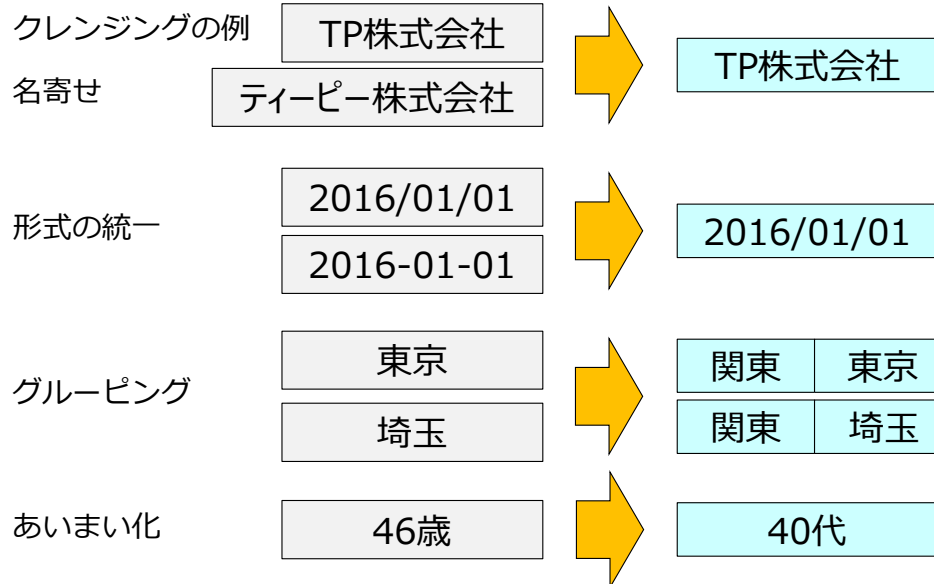 クレンジングの例
TP株式会社
名寄せ
ティーピー株式会社
TP株式会社
形式の統一
2016/01/01
2016-01-01
2016/01/01
グルーピング
東京
埼玉
関東 東京
関東 埼玉
あいまい化
46歳
40代